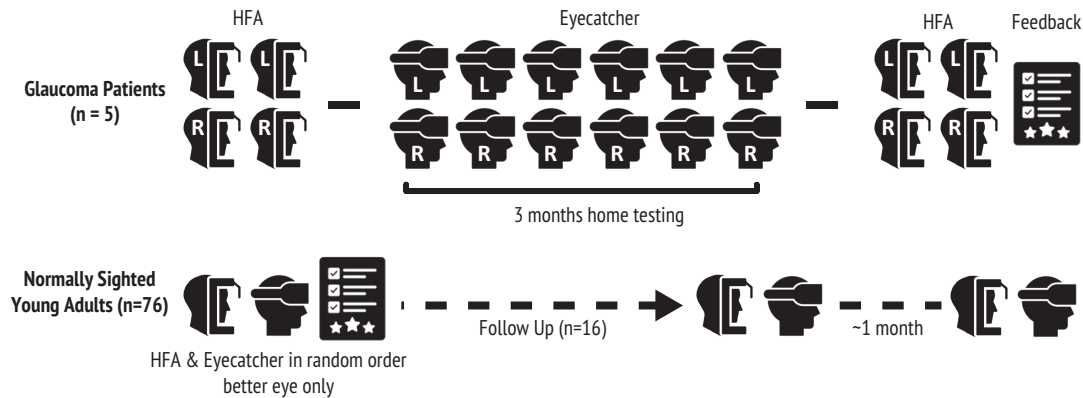 HFA
Eyecatcher
HFA
Feedback
Glaucoma Patients
(n = 5)
L L
L L L L L L
L L
R R
R R R R R R
R R
3 months home testing
Normally Sighted
Young Adults (n=76)
Follow Up (n=16)
~1 month
HFA & Eyecatcher in random order
better eye only